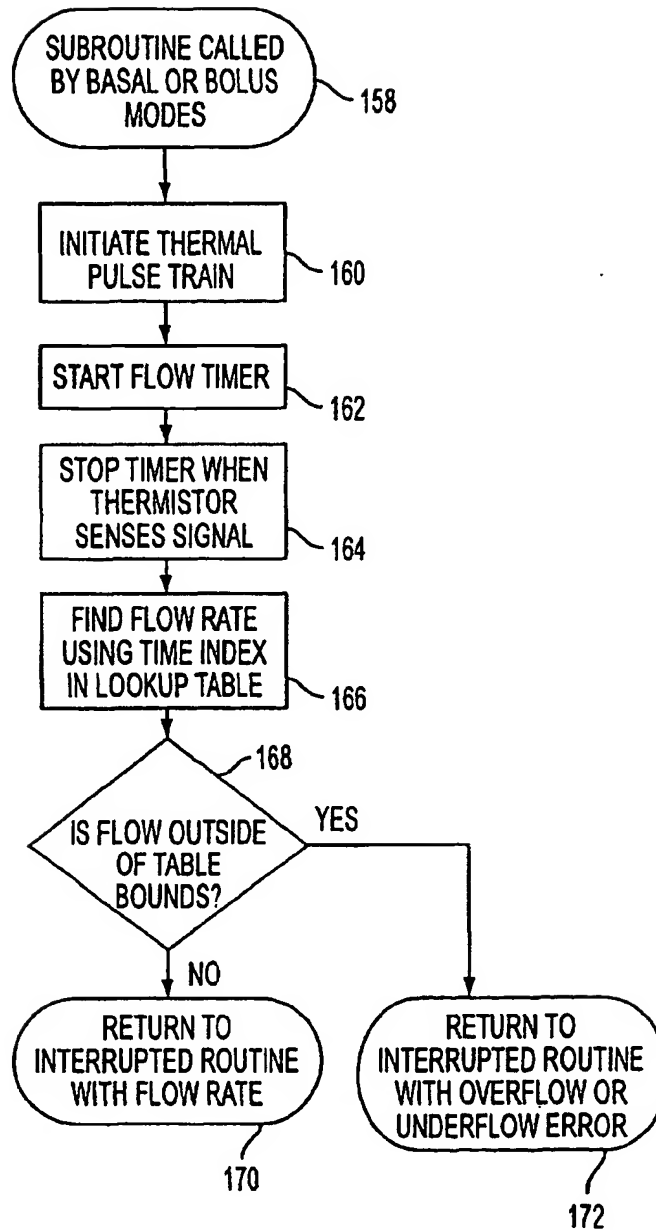 SUBROUTINE CALLED
BY BASAL OR BOLUS
MODES
158
INITIATE THERMAL
PULSE TRAIN
160
START FLOW TIMER
162
STOP TIMER WHEN
THERMISTOR
SENSES SIGNAL
164
FIND FLOW RATE
USING TIME INDEX
IN LOOKUP TABLE
166
168
IS FLOW OUTSIDE
OF TABLE
BOUNDS?
YES
NO
RETURN TO
INTERRUPTED ROUTINE
WITH FLOW RATE
170
RETURN TO
INTERRUPTED ROUTINE
WITH OVERFLOW OR
UNDERFLOW ERROR
172